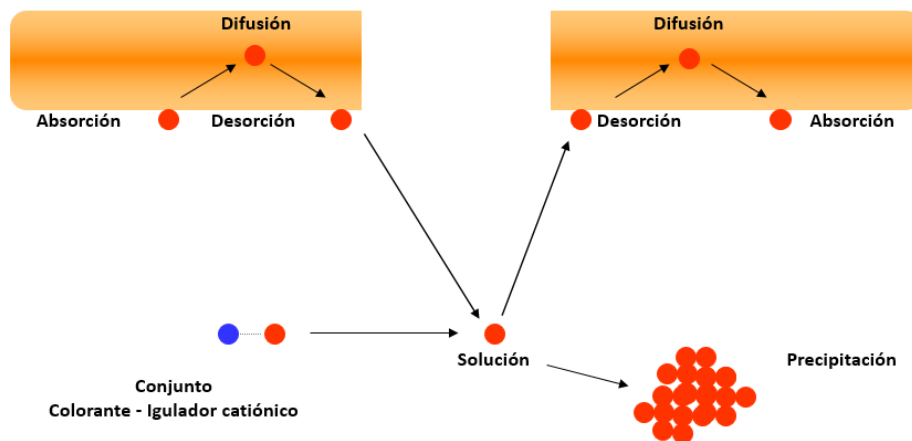 Difusión
Difusión
Absorción
Desorción
Desorción
Absorción
Solución
Precipitación
Conjunto
Colorante - Igulador catiónico